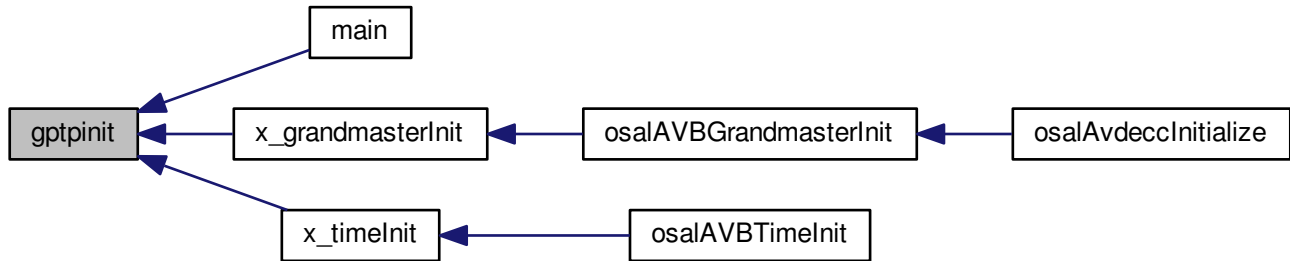 main
gptpinit
x_grandmasterInit
osalAVBGrandmasterInit
osalAvdeccInitialize
x_timeInit
osalAVBTimeInit